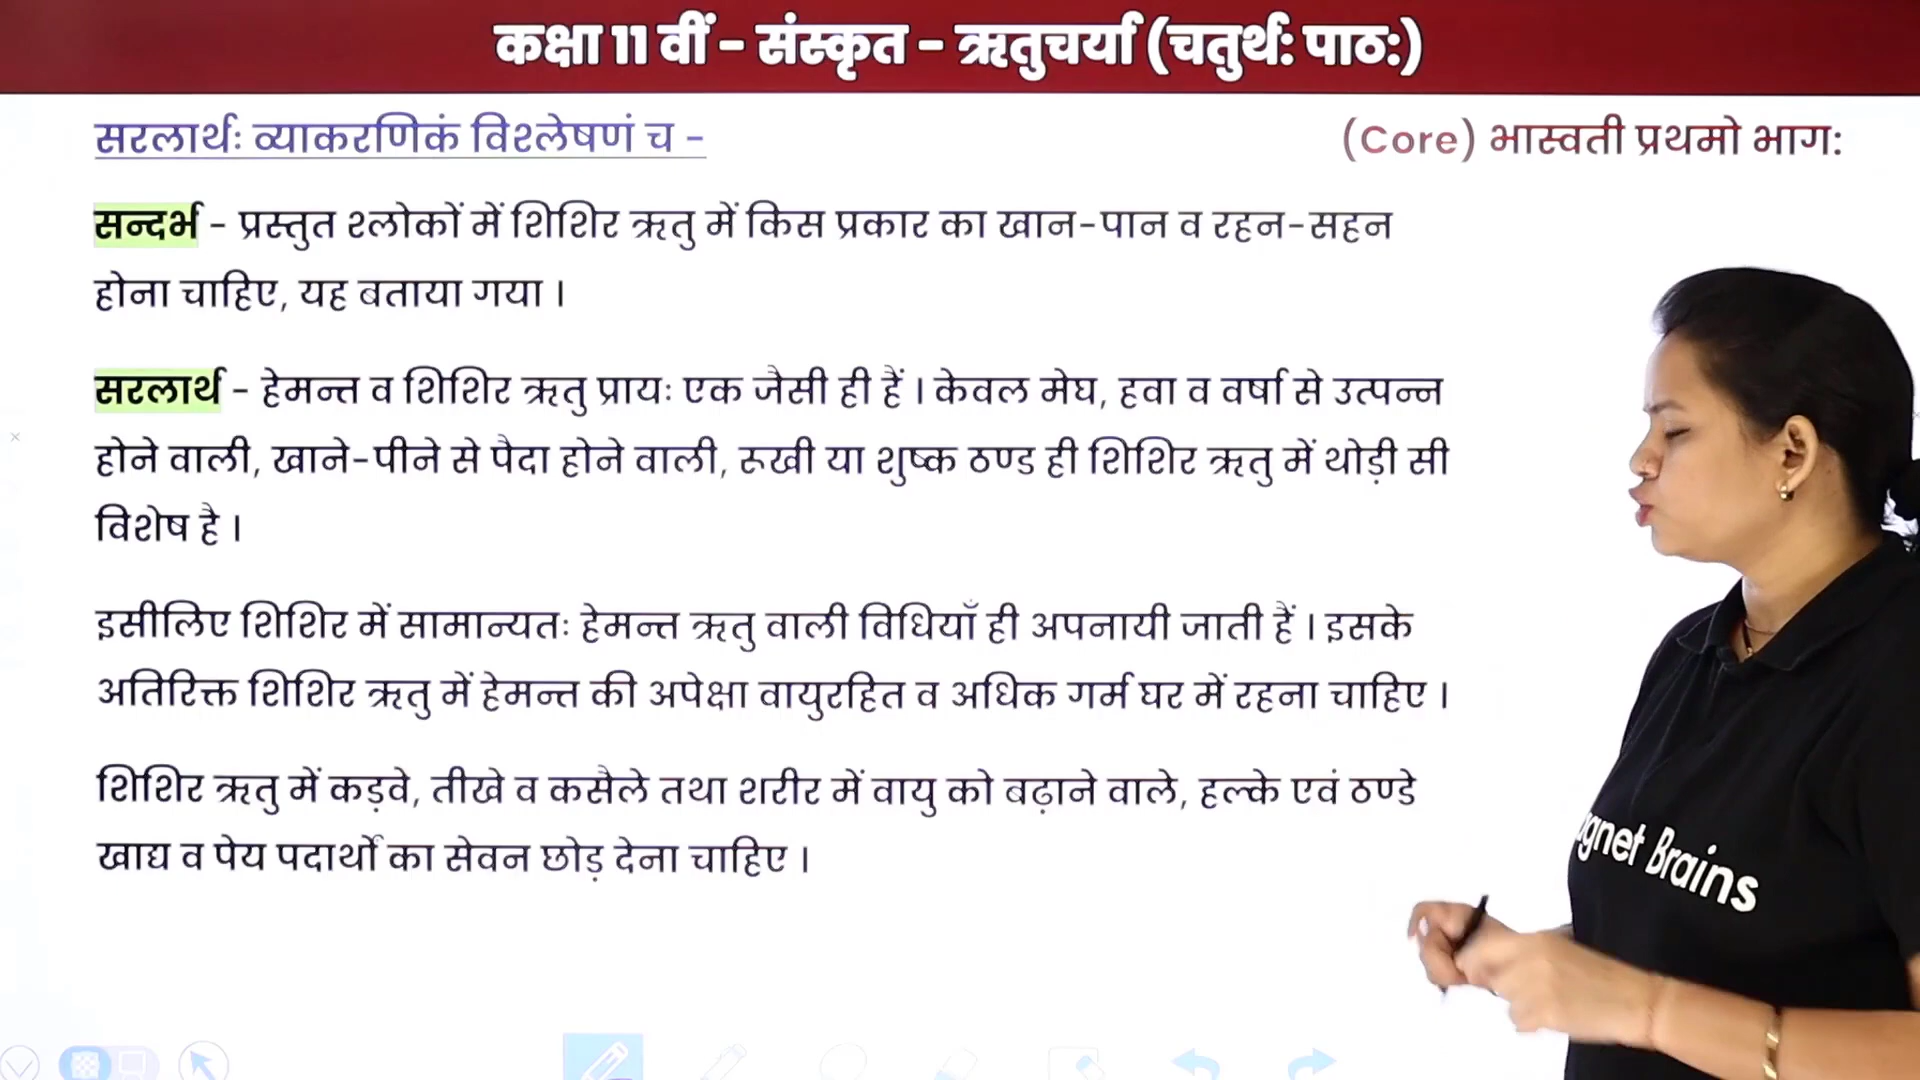 कक्षा 11 वीं - संस्कृत - ऋतुचर्या (चतुर्थ: पाठ:)
सरलार्थः व्याकरणिकं विश्लेषणं च -
(Core) भास्वती प्रथमो भाग:
सन्दर्भ - प्रस्तुत श्लोकों में शिशिर ऋतु में किस प्रकार का खान-पान व रहन-सहन
होना चाहिए, यह बताया गया ।
सरलार्थ - हेमन्त व शिशिर ऋतु प्रायः एक जैसी ही हैं । केवल मेघ, हवा व वर्षा से उत्पन्न
होने वाली, खाने-पीने से पैदा होने वाली, रूखी या शुष्क ठण्ड ही शिशिर ऋतु में थोड़ी सी
विशेष है ।
इसीलिए शिशिर में सामान्यतः हेमन्त ऋतु वाली विधियाँ ही अपनायी जाती हैं । इसके
अतिरिक्त शिशिर ऋतु में हेमन्त की अपेक्षा वायुरहित व अधिक गर्म घर में रहना चाहिए ।
शिशिर ऋतु में कड़वे, तीखे व कसैले तथा शरीर में वायु को बढ़ाने वाले, हल्के एवं ठण्डे
खाद्य व पेय पदार्थों का सेवन छोड़ देना चाहिए ।
agnet Brains